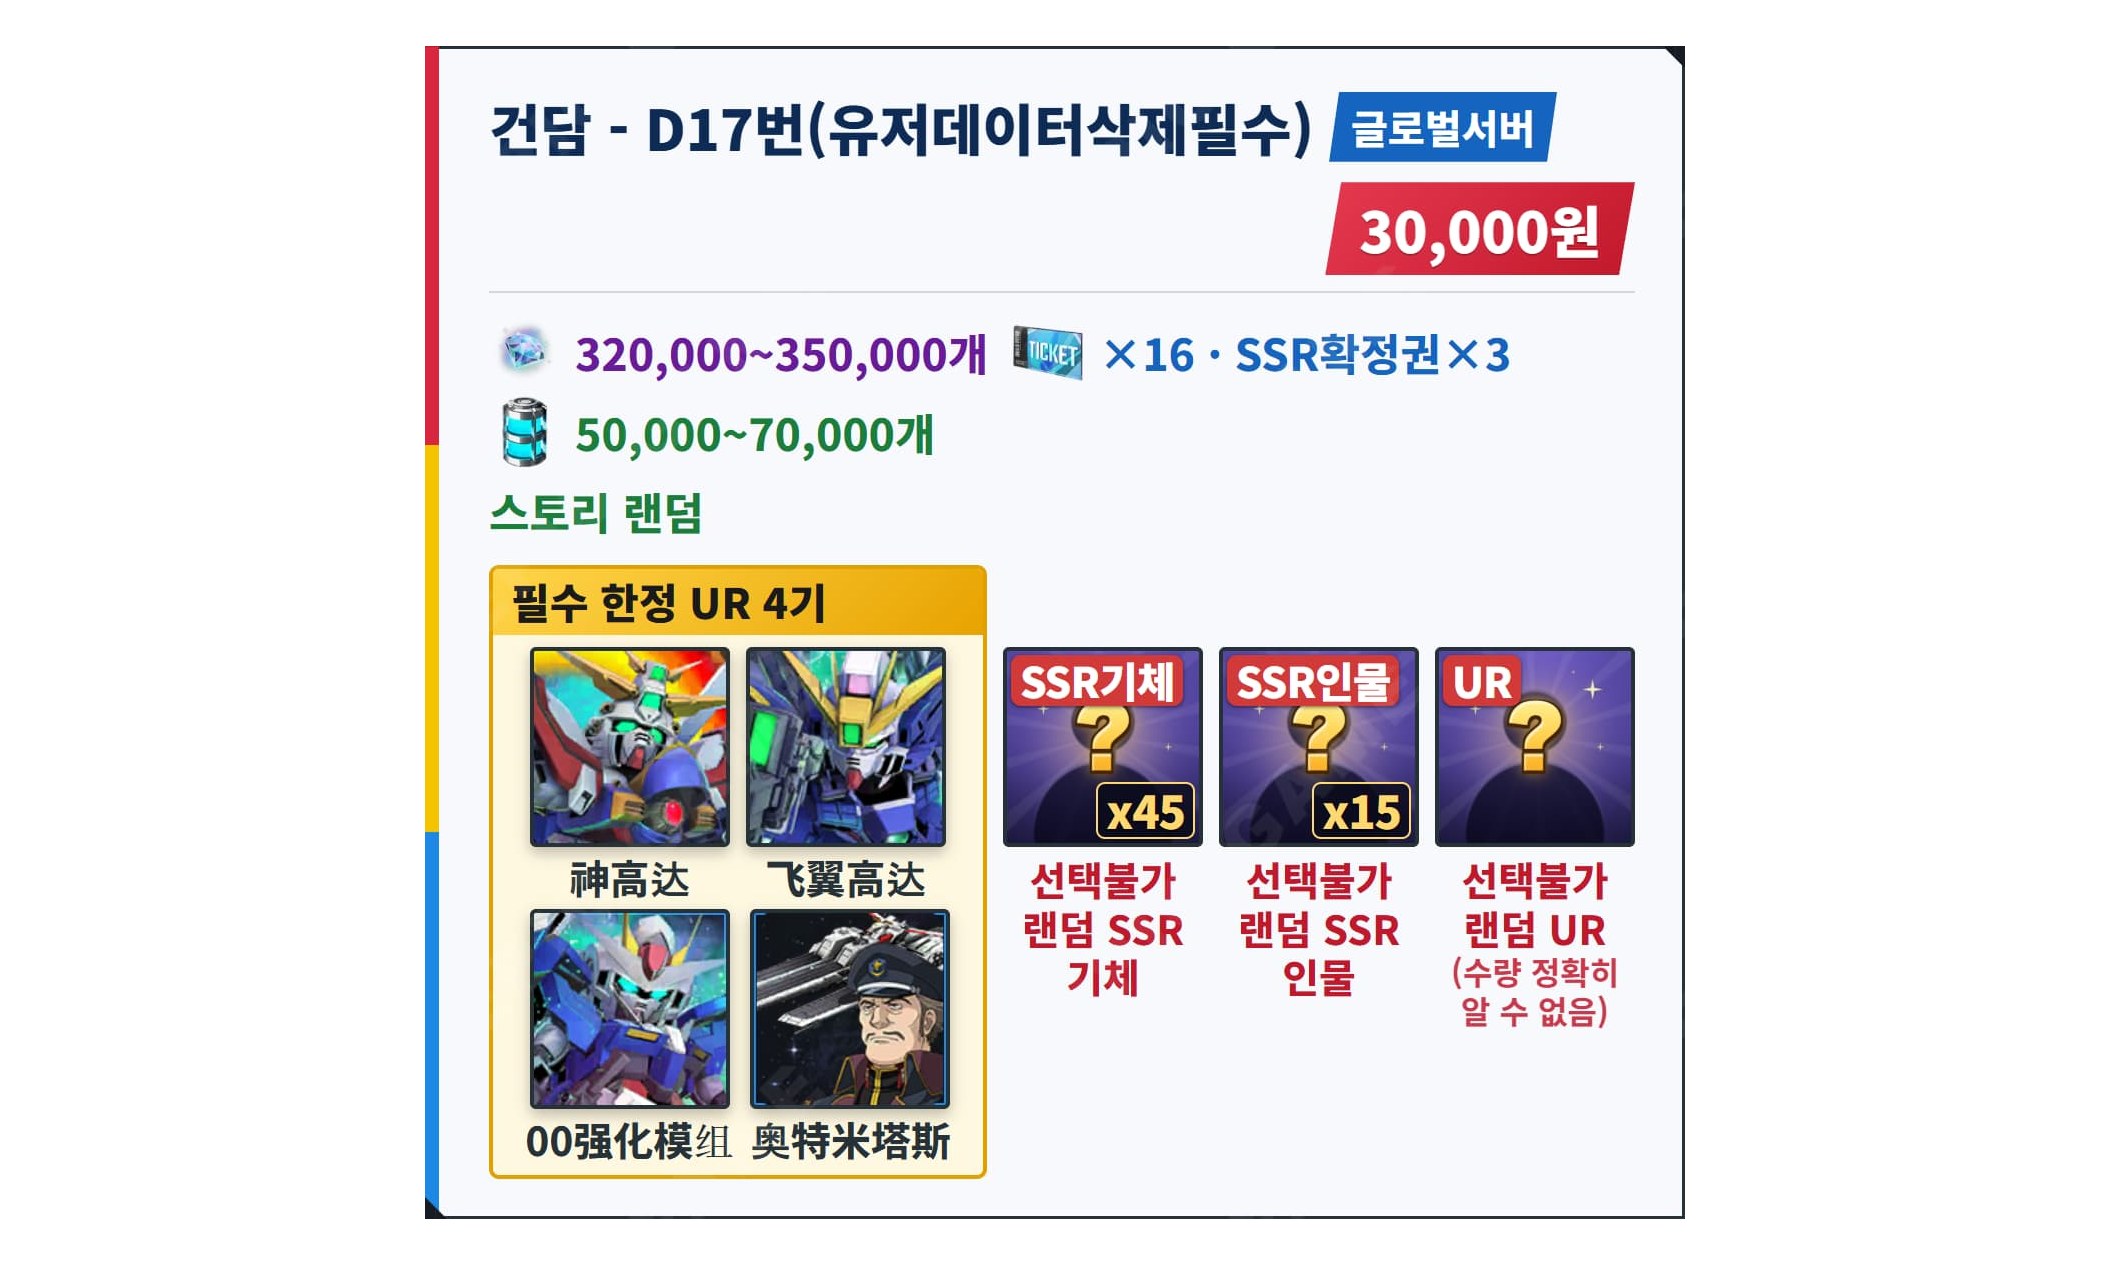 건담 - D17번(유저데이터삭제필수) 글로벌서버
30,000원
320,000~350,000개 TICKET ×16 · SSR확정권×3
50,000~70,000개
스토리 랜덤
필수 한정 UR 4기
SSR기체 SSR인물 UR
x45 x15
神高达 飞翼高达
선택불가 선택불가 선택불가
랜덤 SSR 랜덤 SSR 랜덤 UR
기체 인물 (수량 정확히
알 수 없음)
00强化模组 奥特米塔斯